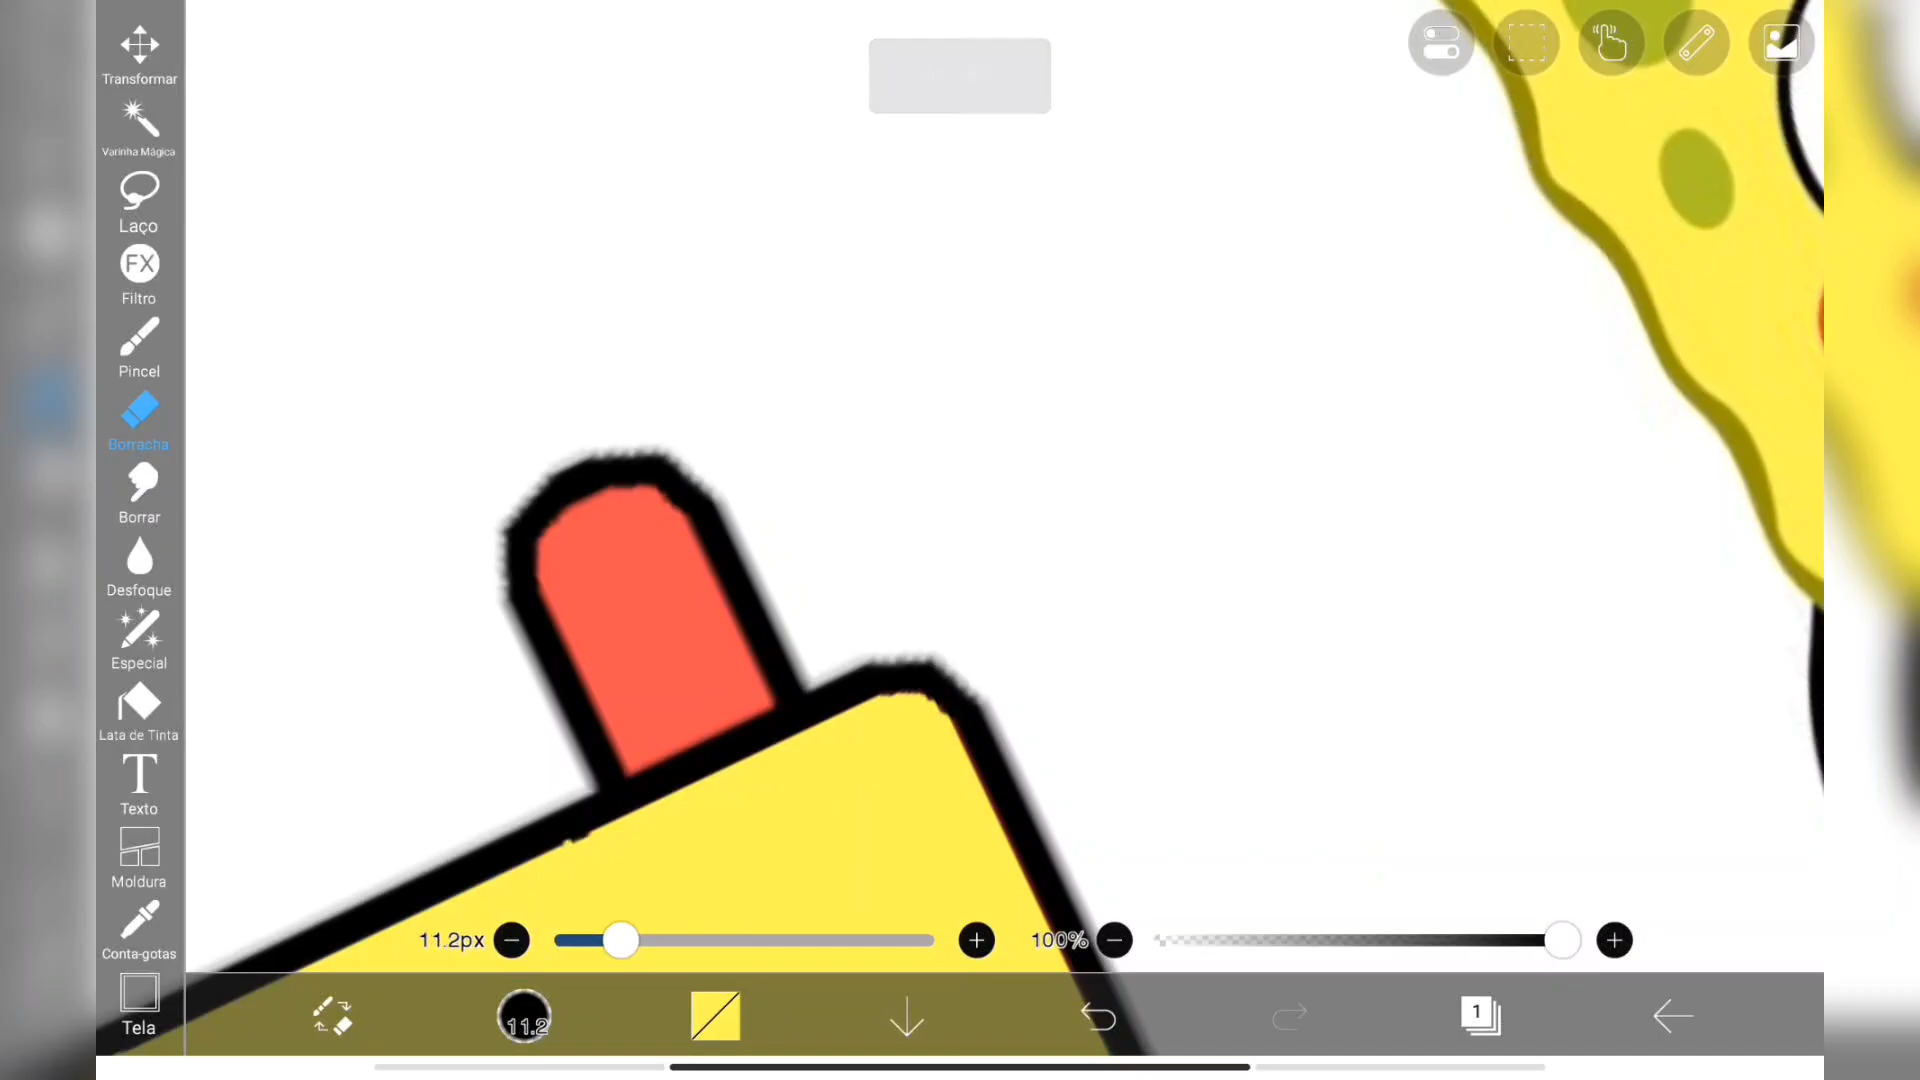 Transformar
Varinha Mágica
Laço
FX
Filtro
Pincel
Borracha
Borrar
Desfoque
Especial
Lata de Tinta
T
Texto
Moldura
Conta-gotas
Tela
11.2px
100%
11.2
1